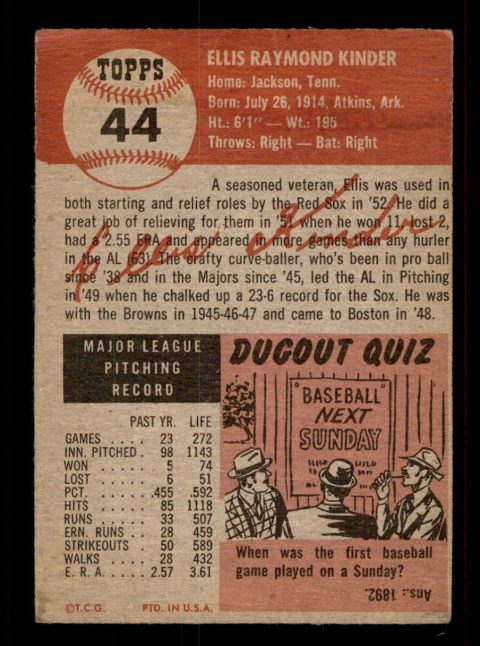 TOPPS
44
ELLIS RAYMOND KINDER
Home: Jackson, Tenn.
Born: July 26, 1914, Atkins, Ark.
Ht.: 6'1" — Wt.: 195
Throws: Right — Bat: Right
A seasoned veteran, Ellis was used in
both starting and relief roles by the Red Sox in '52. He did a
great job of relieving for them in '51 when he won 11, lost 2,
had a 2.55 ERA and appeared in more games than any hurler
in the AL (63). The crafty curve-baller, who's been in pro ball
since '38 and in the Majors since '45, led the AL in Pitching
in '49 when he chalked up a 23-6 record for the Sox. He was
with the Browns in 1945-46-47 and came to Boston in '48.
Ellis Kinder
MAJOR LEAGUE
PITCHING
RECORD
PAST YR. LIFE
GAMES .... 23 272
INN. PITCHED . 98 1143
WON ..... 5 74
LOST ..... 6 51
PCT. ..... .455 .592
HITS ..... 85 1118
RUNS .... 33 507
ERN. RUNS .. 28 459
STRIKEOUTS . 50 589
WALKS .... 28 432
E. R. A. .... 2.57 3.61
©T.C.G. PTD. IN U.S.A.
DUGOUT QUIZ
BASEBALL
NEXT
SUNDAY
When was the first baseball
game played on a Sunday?
Ans.: 1892.